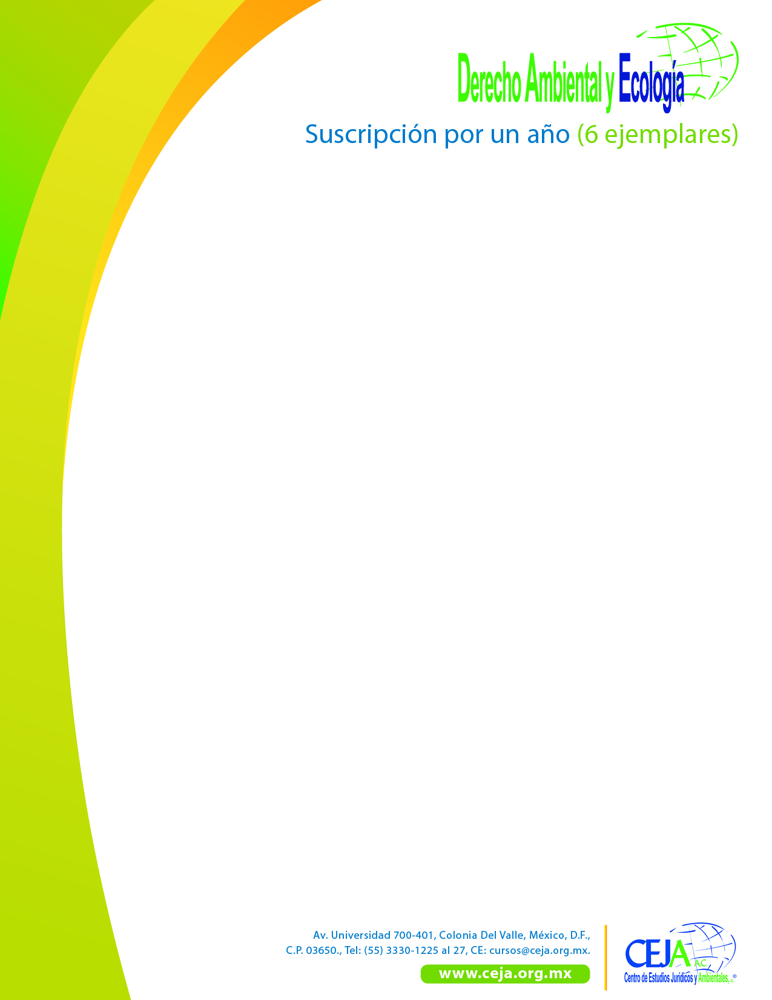 Derecho Ambiental y Ecología
Suscripción por un año (6 ejemplares)
Av. Universidad 700-401, Colonia Del Valle, México, D.F.,
C.P. 03650., Tel: (55) 3330-1225 al 27, CE: cursos@ceja.org.mx.
www.ceja.org.mx
CEJA A.C.
Centro de Estudios Jurídicos y Ambientales, A.C.®